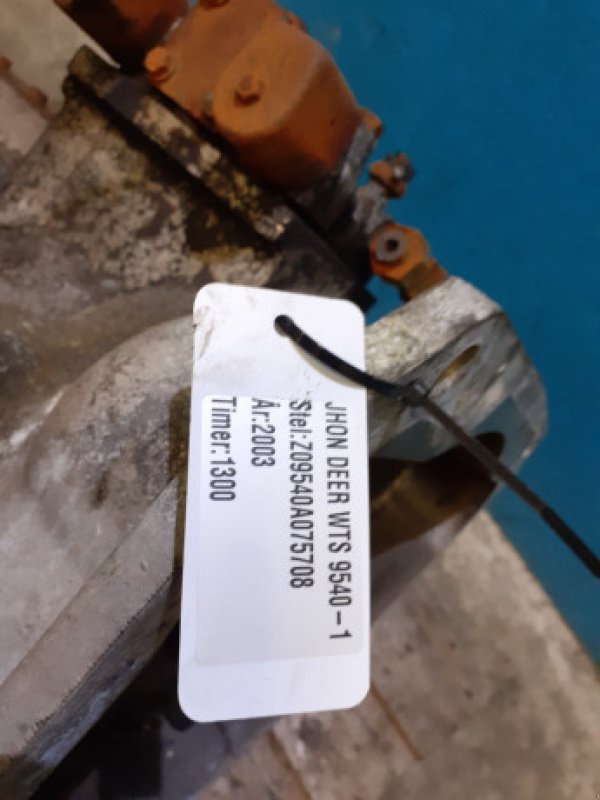 JHON DEER WTS 9540-1
Stel:Z09540A075708
År:2003
Timer:1300